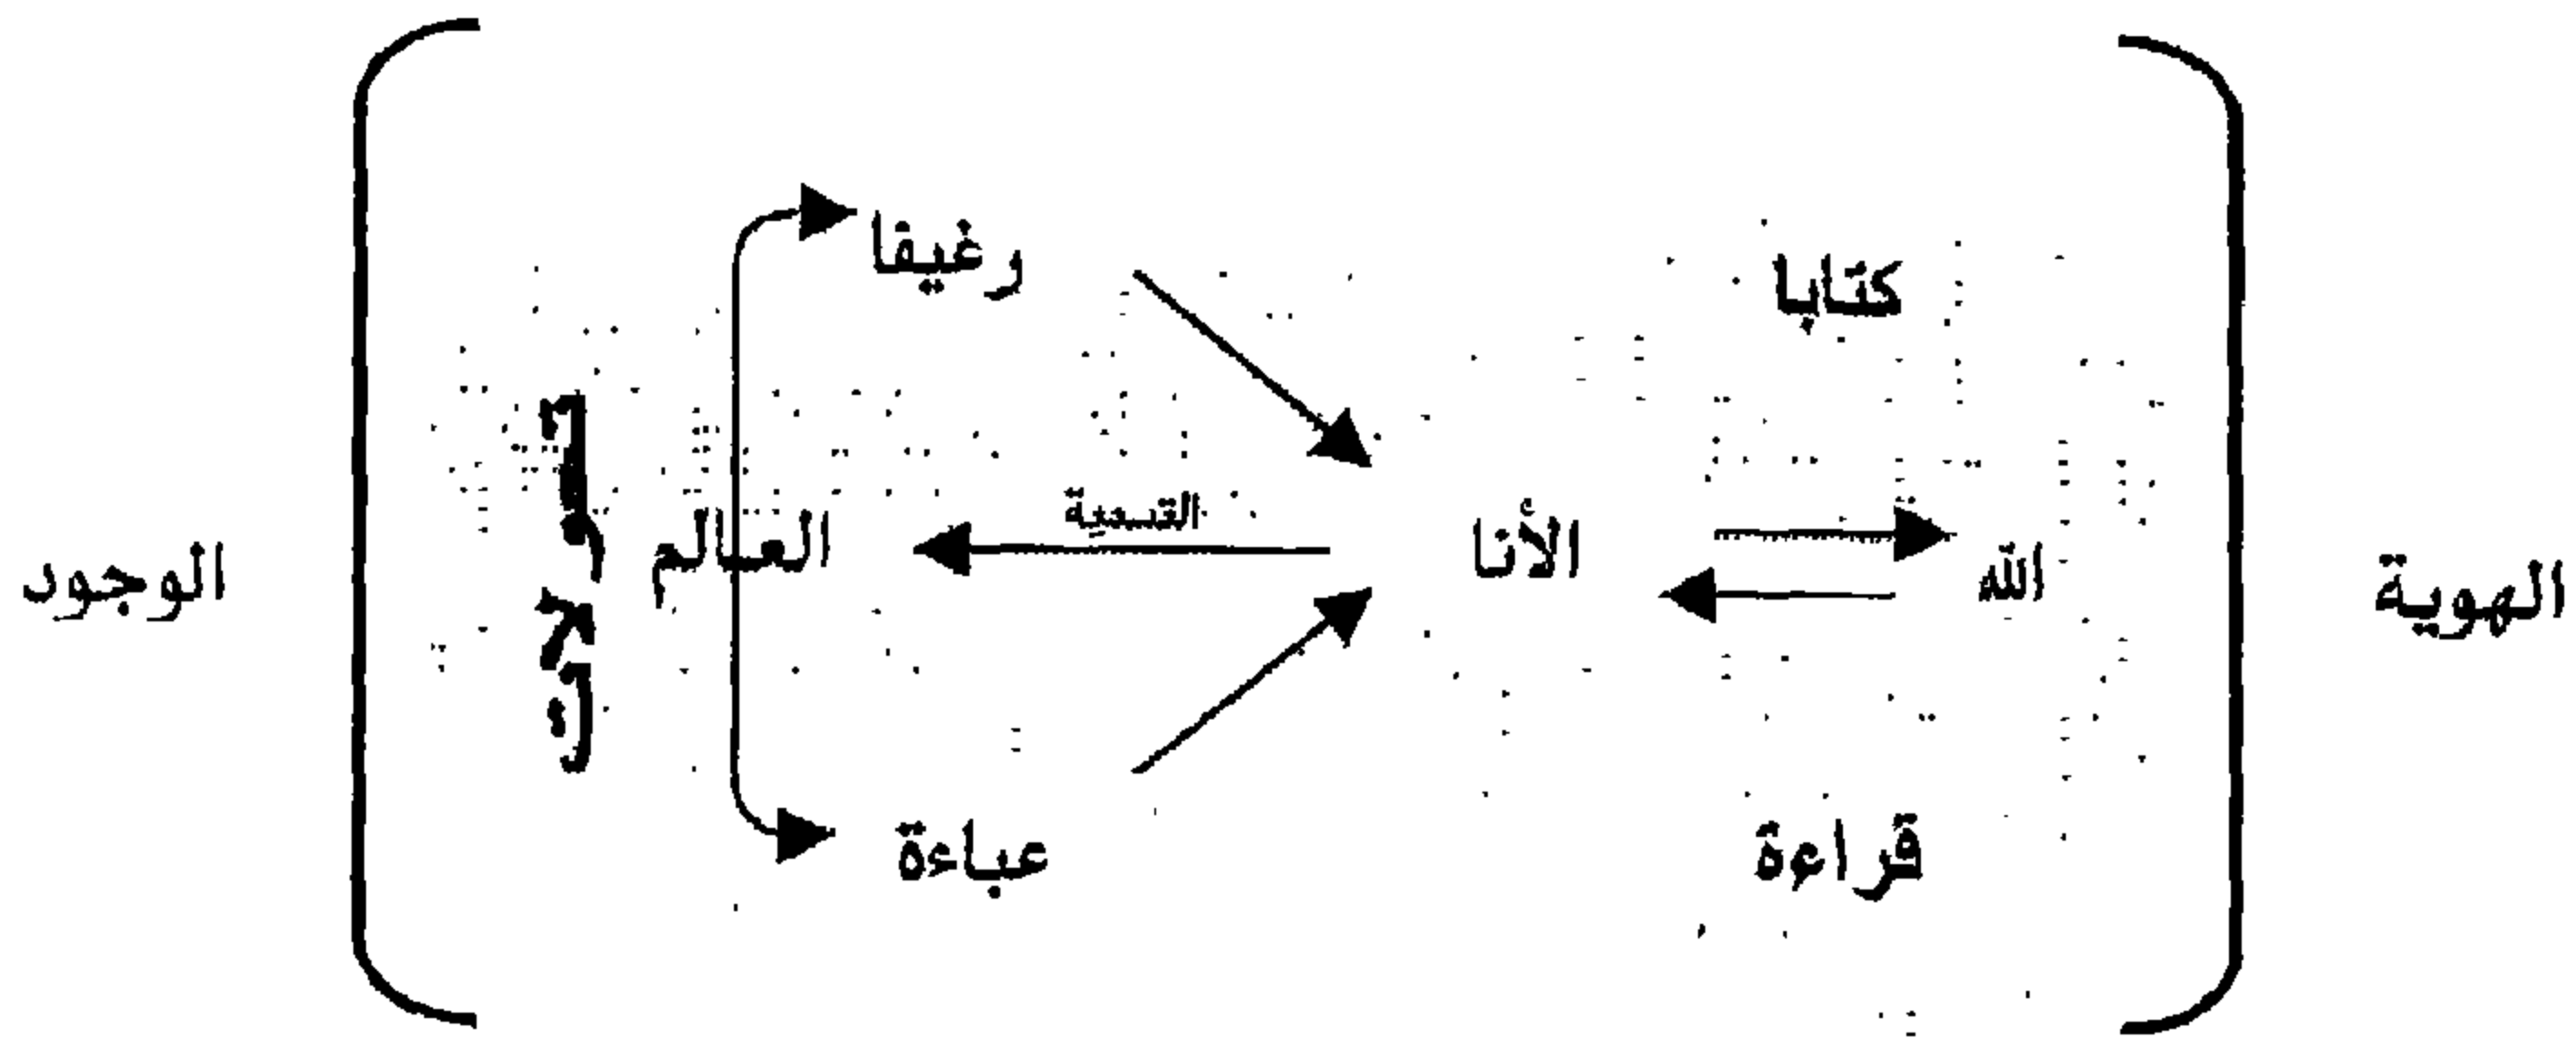 كتابا
رغيفا
الهوية
الله
الأنا
التسمية
العالم
الوجود
قراءة
عباءة